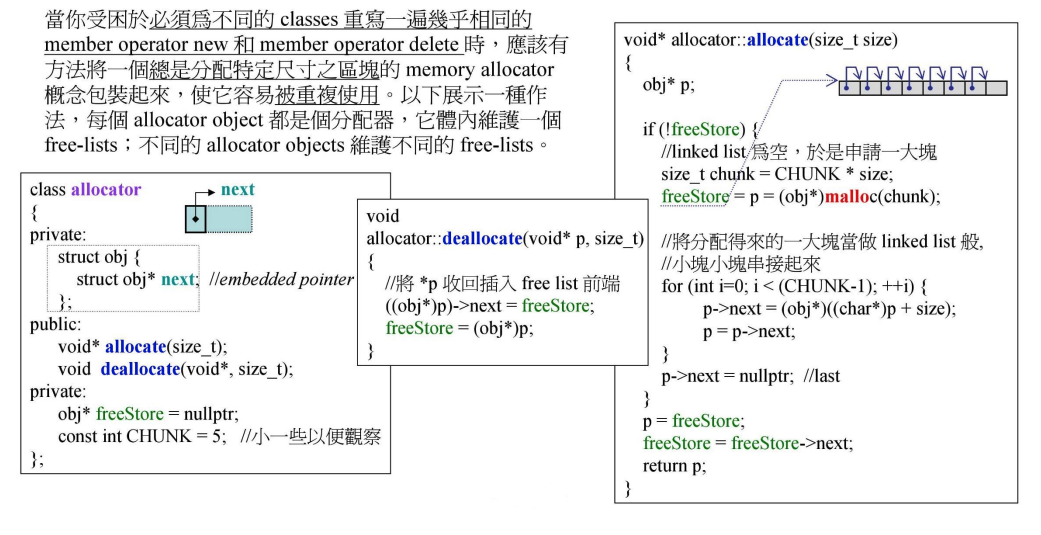 當你受困於必須為不同的 classes 重寫一遍幾乎相同的
member operator new 和 member operator delete 時，應該有
方法將一個總是分配特定尺寸之區塊的 memory allocator
概念包裝起來，使它容易被重複使用。以下展示一種作
法，每個 allocator object 都是個分配器，它體內維護一個
free-lists；不同的 allocator objects 維護不同的 free-lists。
class allocator
next
{
private:
struct obj {
struct obj* next; //embedded pointer
};
public:
void* allocate(size_t);
void deallocate(void*, size_t);
private:
obj* freeStore = nullptr;
const int CHUNK = 5; //小一些以便觀察
};
void
allocator::deallocate(void* p, size_t)
{
//將 *p 收回插入 free list 前端
((obj*)p)->next = freeStore;
freeStore = (obj*)p;
}
void* allocator::allocate(size_t size)
{
obj* p;
if (!freeStore) {
//linked list 為空，於是申請一大塊
size_t chunk = CHUNK * size;
freeStore = p = (obj*)malloc(chunk);
//將分配得來的一大塊當做 linked list 般,
//小塊小塊串接起來
for (int i=0; i < (CHUNK-1); ++i) {
p->next = (obj*)((char*)p + size);
p = p->next;
}
p->next = nullptr; //last
}
p = freeStore;
freeStore = freeStore->next;
return p;
}